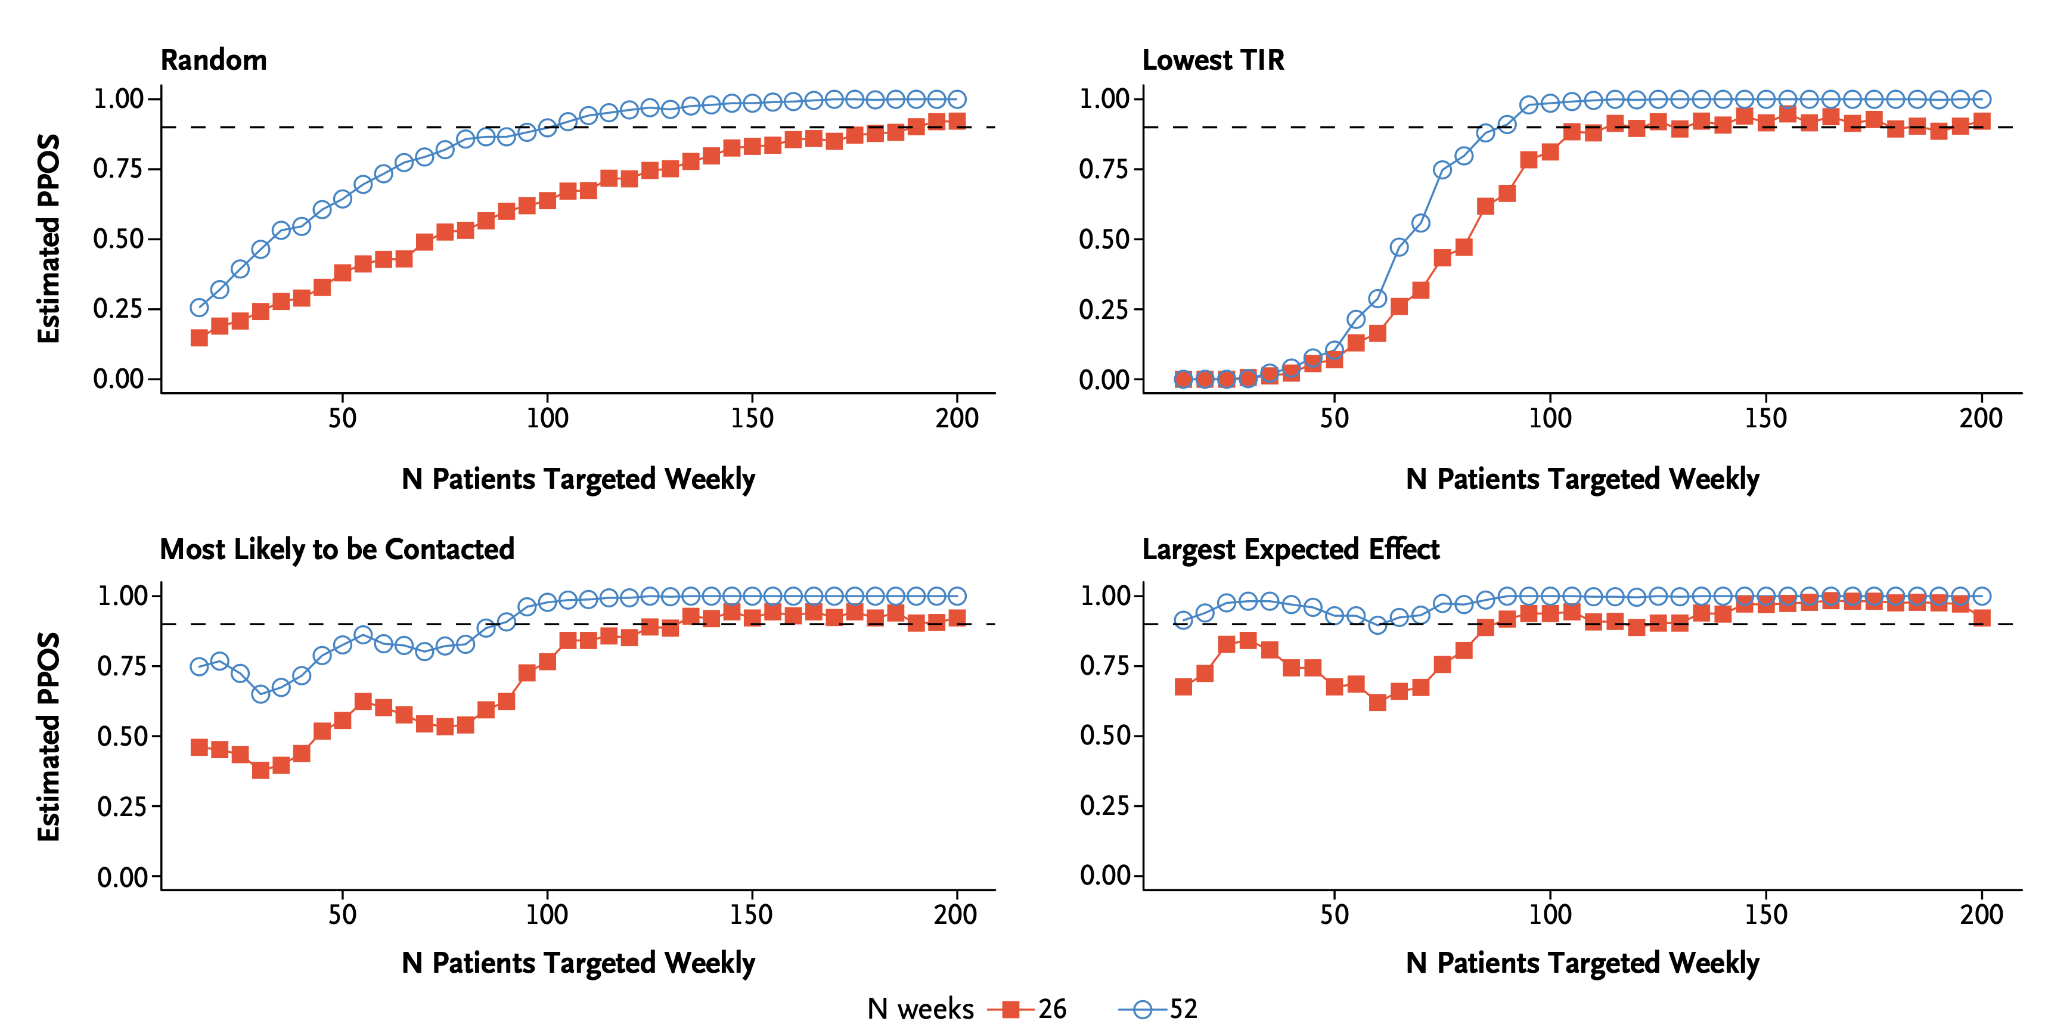 Random
Estimated PPOS
1.00
0.75
0.50
0.25
0.00
50 100 150 200
N Patients Targeted Weekly
Lowest TIR
1.00
0.75
0.50
0.25
0.00
50 100 150 200
N Patients Targeted Weekly
Most Likely to be Contacted
Estimated PPOS
1.00
0.75
0.50
0.25
0.00
50 100 150 200
N Patients Targeted Weekly
Largest Expected Effect
1.00
0.75
0.50
0.25
0.00
50 100 150 200
N Patients Targeted Weekly
N weeks 26 52